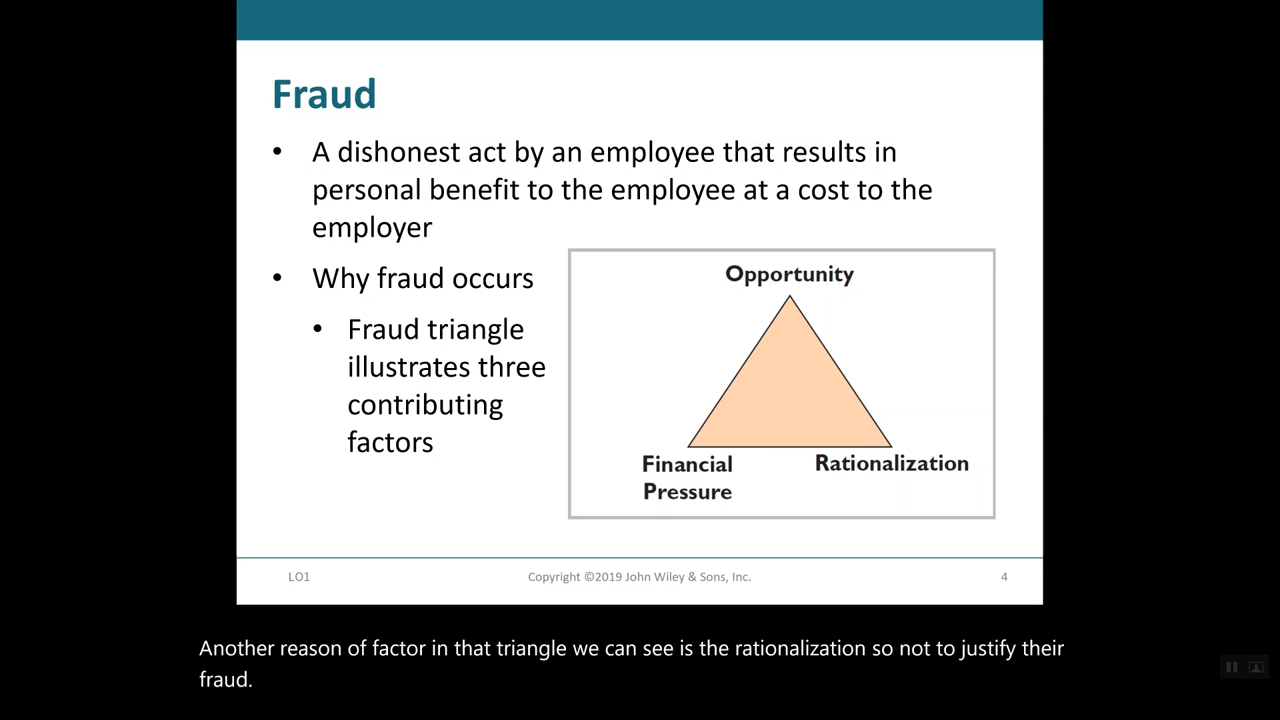 Fraud
• A dishonest act by an employee that results in
personal benefit to the employee at a cost to the
employer
• Why fraud occurs
• Fraud triangle
illustrates three
contributing
factors
Opportunity
Financial
Pressure
Rationalization
LO1
Copyright ©2019 John Wiley & Sons, Inc.
4
Another reason of factor in that triangle we can see is the rationalization so not to justify their
fraud.